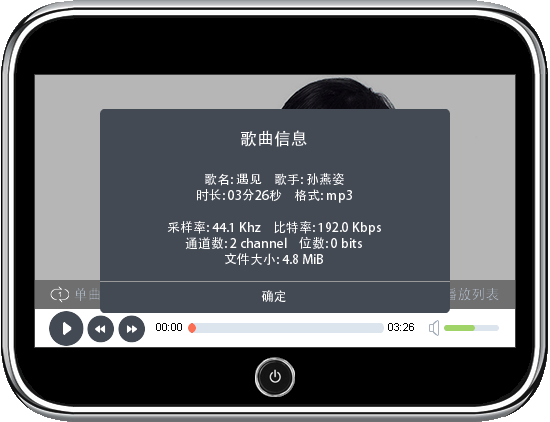 歌曲信息
歌名: 遇见 歌手: 孙燕姿
时长: 03分26秒 格式: mp3
采样率: 44.1 Khz 比特率: 192.0 Kbps
通道数: 2 channel 位数: 0 bits
文件大小: 4.8 MiB
确定
1 单曲 播放列表
00:00 03:26